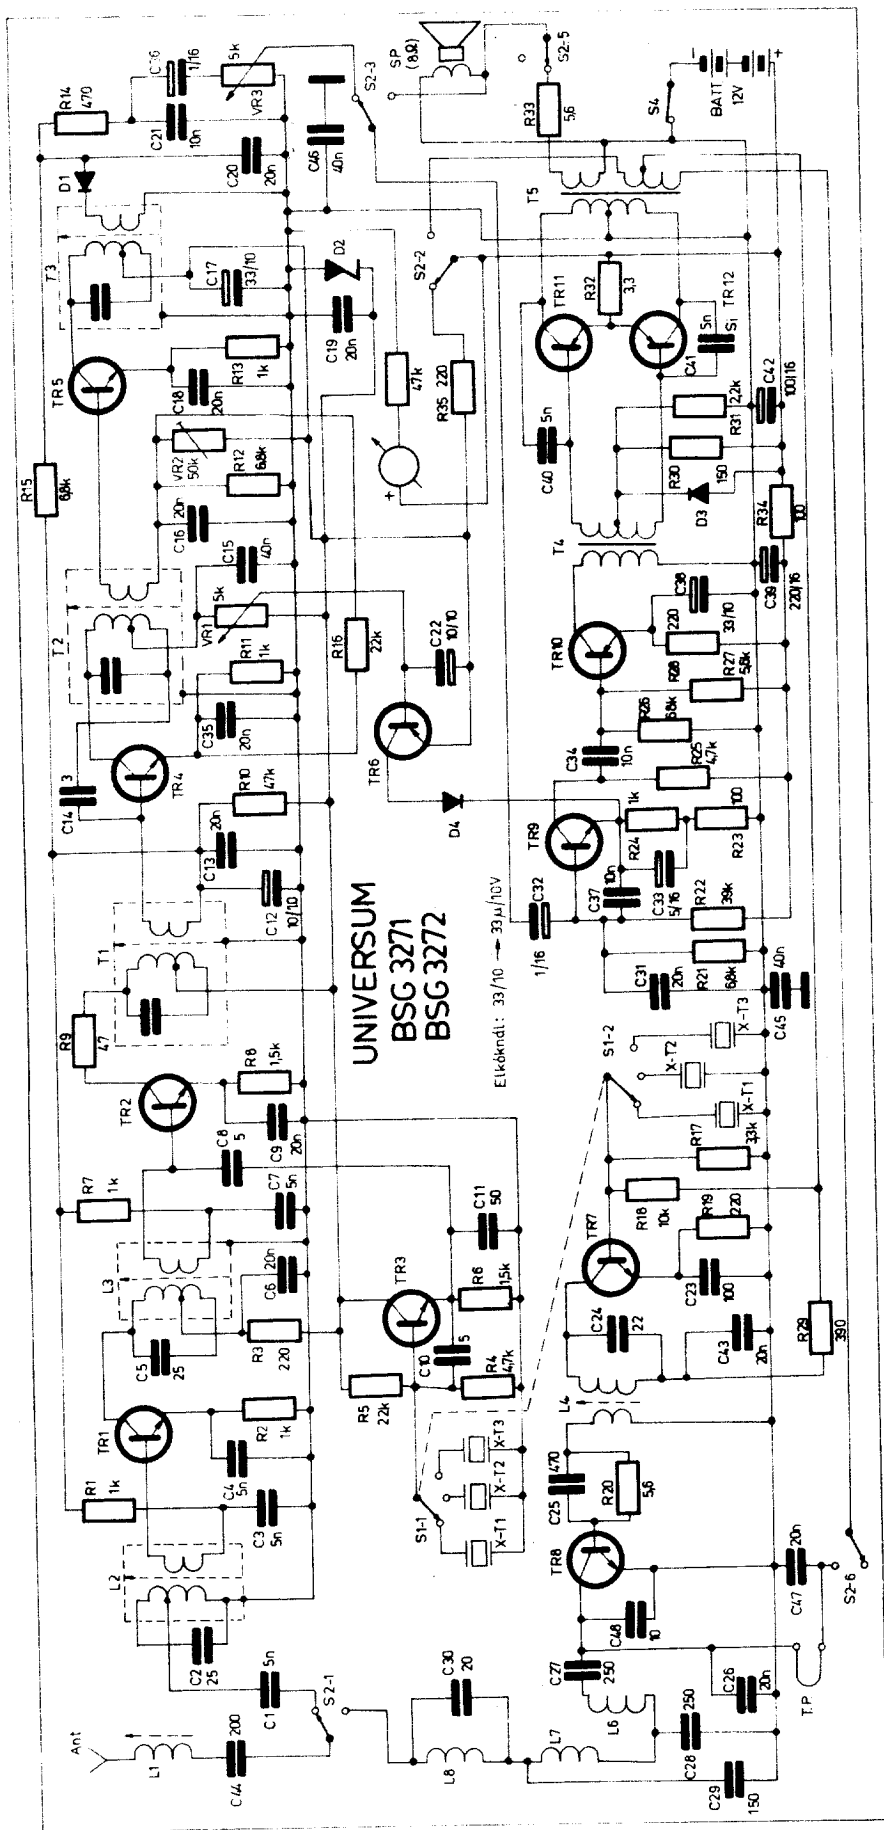 UNIVERSUM
BSG 3271
BSG 3272
Elkókndl: 33/10 → 33µ/10V
Ant
L1
C44
200
S2-1
C1
5n
C2
25
L2
C3
5n
R1
1k
TR1
C4
5n
R2
1k
C5
25
L3
R3
220
C6
20n
C7
5n
R7
1k
C8
5
TR2
C9
20n
R8
1,5k
R9
47
T1
C12
10/10
C13
20n
R10
47k
C14
3
TR4
C35
20n
R11
1k
T2
VR1
5k
C15
40n
C16
20n
R12
6,8k
VR2
50k
R15
6,8k
TR5
C18
20n
R13
1k
T3
C17
33/10
D1
C20
20n
C21
10n
R14
470
1/16
VR3
5k
S2-3
C46
40n
D2
C19
20n
47k
+
R35
220
S2-2
R16
22k
C22
10/10
TR6
D4
TR3
R5
22k
C10
5
R4
4,7k
R6
1,5k
C11
50
S1-1
X-T1
X-T2
X-T3
C30
20
L8
L7
L6
C27
250
C28
250
C29
150
C26
20n
T.P
C47
20n
S2-6
C48
10
TR8
C25
470
R20
5,6
L4
C24
22
C43
20n
TR7
C23
100
R19
220
R18
10k
R17
3,3k
R29
390
S1-2
X-T1
X-T2
X-T3
C45
40n
C31
20n
R21
6,8k
R22
39k
C32
1/16
C37
10n
C33
5/16
TR9
R24
1k
R23
100
R25
4,7k
C34
10n
R26
6,8k
R27
5,8k
R28
220
TR10
C38
33/10
C39
220/16
T4
D3
R34
100
R30
150
R31
2,2k
C42
100/16
C40
5n
C41
5n
Si
TR11
TR12
R32
3,3
T5
R33
5,6
SP
(8Ω)
S2-5
S4
BATT
12V
-
+